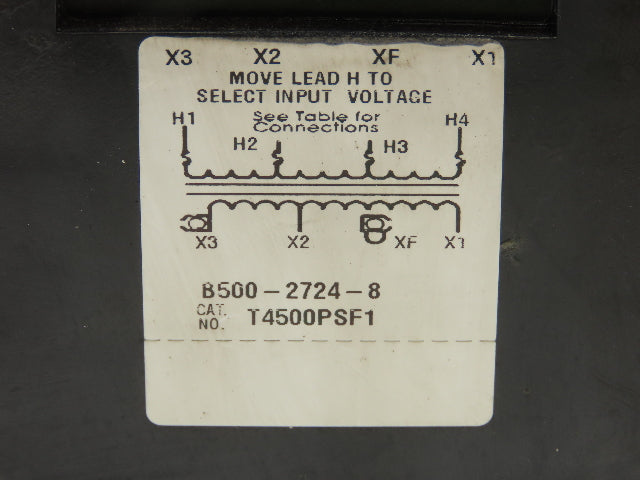 X3 X2 XF X1
MOVE LEAD H TO
SELECT INPUT VOLTAGE
See Table for
Connections
H1 H4
H2 H3
X3 X2 XF X1
B500-2724-8
CAT. NO. T4500PSF1